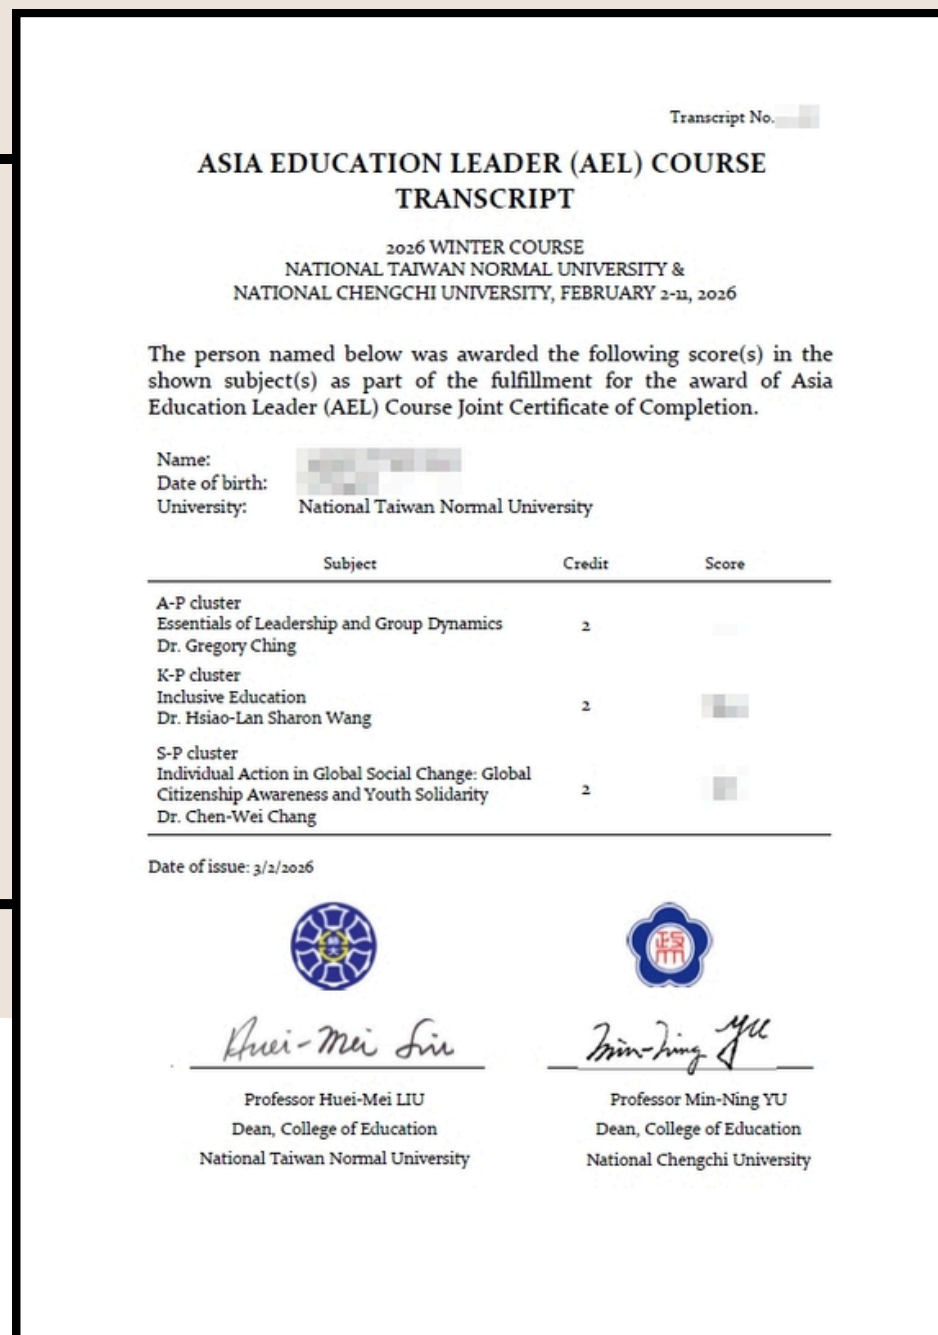 Transcript No.
ASIA EDUCATION LEADER (AEL) COURSE
TRANSCRIPT
2026 WINTER COURSE
NATIONAL TAIWAN NORMAL UNIVERSITY &
NATIONAL CHENGCHI UNIVERSITY, FEBRUARY 2-11, 2026
The person named below was awarded the following score(s) in the
shown subject(s) as part of the fulfillment for the award of Asia
Education Leader (AEL) Course Joint Certificate of Completion.
Name:
Date of birth:
University: National Taiwan Normal University
Subject Credit Score
A-P cluster
Essentials of Leadership and Group Dynamics 2
Dr. Gregory Ching
K-P cluster
Inclusive Education 2
Dr. Hsiao-Lan Sharon Wang
S-P cluster
Individual Action in Global Social Change: Global
Citizenship Awareness and Youth Solidarity 2
Dr. Chen-Wei Chang
Date of issue: 3/2/2026
師大 政
Huei-Mei Liu Min-Ning YU
Professor Huei-Mei LIU Professor Min-Ning YU
Dean, College of Education Dean, College of Education
National Taiwan Normal University National Chengchi University